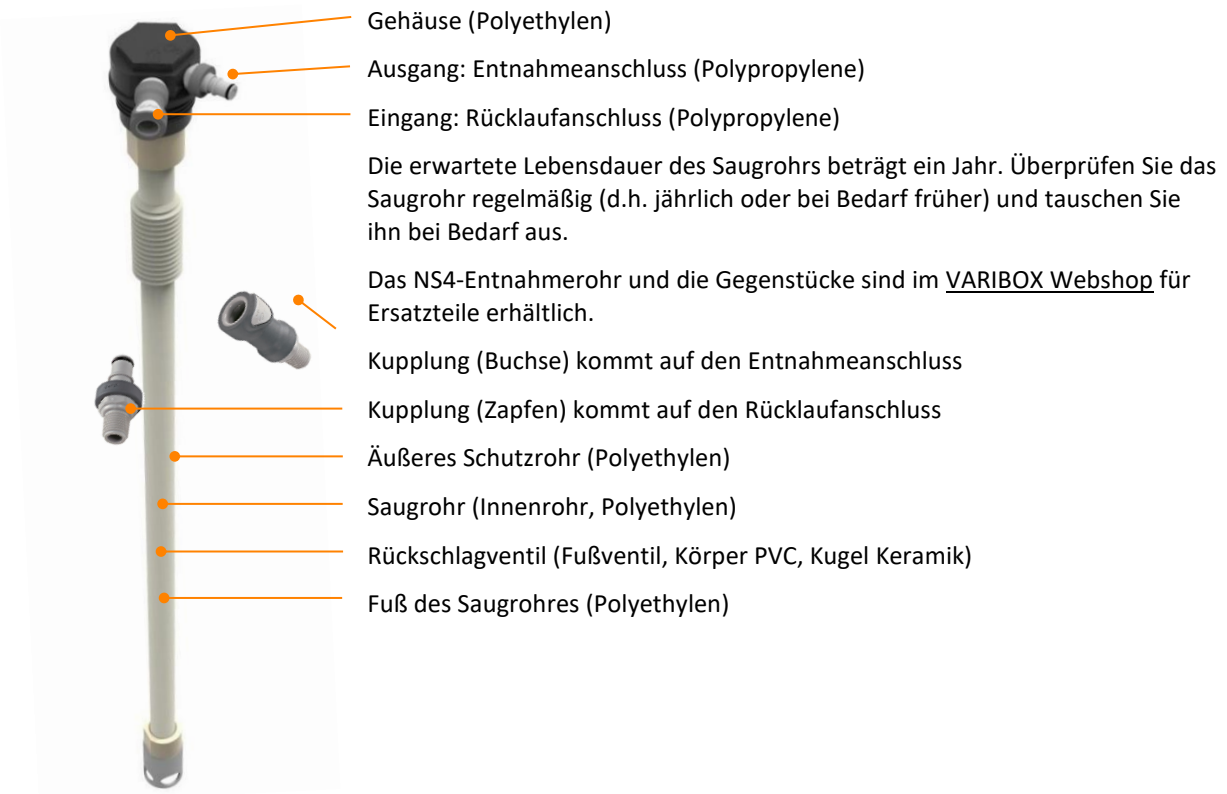 Gehäuse (Polyethylen)
Ausgang: Entnahmeanschluss (Polypropylene)
Eingang: Rücklaufanschluss (Polypropylene)
Die erwartete Lebensdauer des Saugrohrs beträgt ein Jahr. Überprüfen Sie das
Saugrohr regelmäßig (d.h. jährlich oder bei Bedarf früher) und tauschen Sie
ihn bei Bedarf aus.
Das NS4-Entnahmerohr und die Gegenstücke sind im VARIBOX Webshop für
Ersatzteile erhältlich.
Kupplung (Buchse) kommt auf den Entnahmeanschluss
Kupplung (Zapfen) kommt auf den Rücklaufanschluss
Äußeres Schutzrohr (Polyethylen)
Saugrohr (Innenrohr, Polyethylen)
Rückschlagventil (Fußventil, Körper PVC, Kugel Keramik)
Fuß des Saugrohres (Polyethylen)